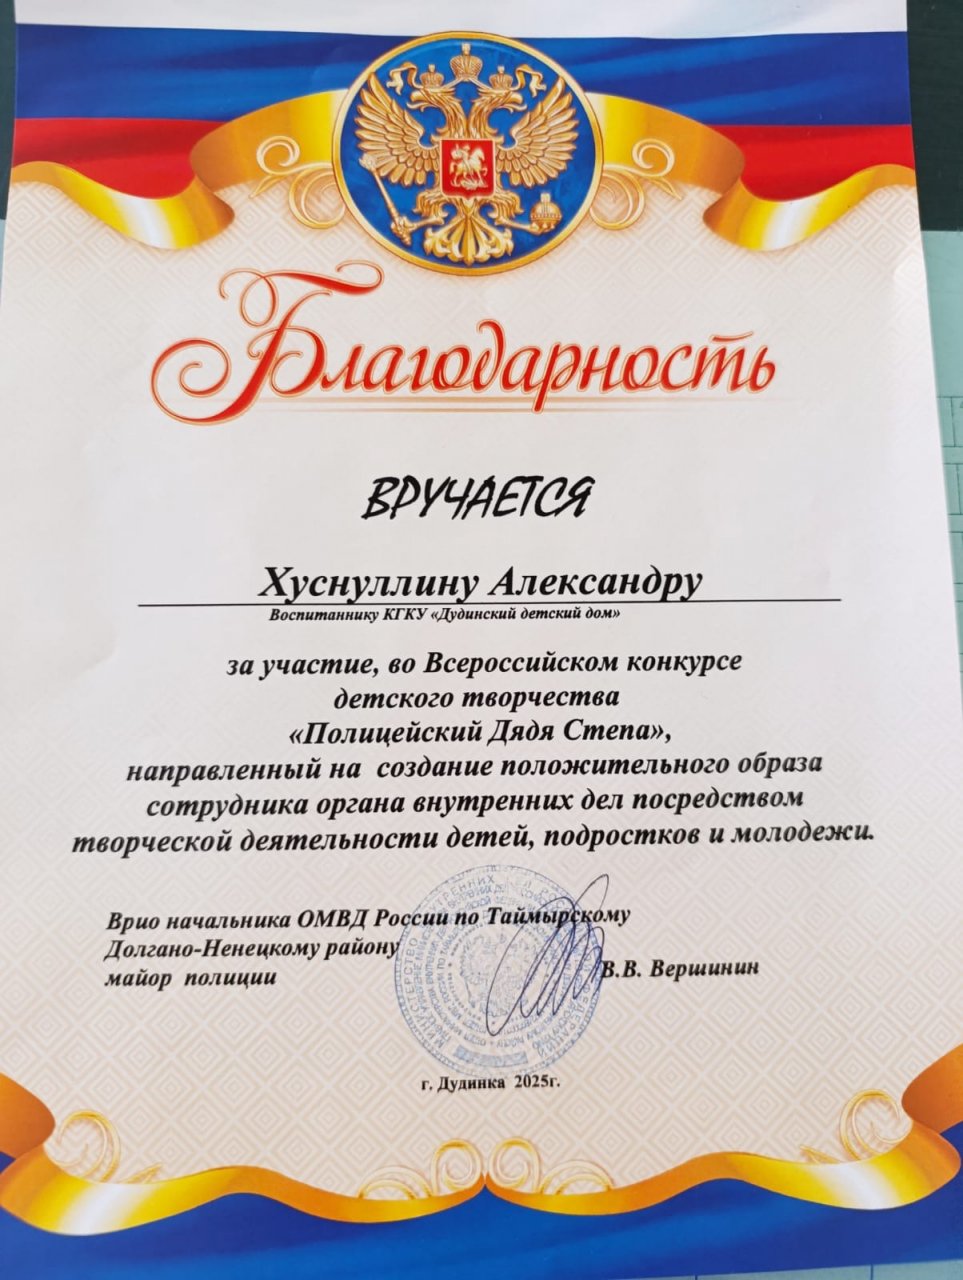 Благодарность
ВРУЧАЕТСЯ
Хуснуллину Александру
Воспитаннику КГКУ «Дудинский детский дом»
за участие, во Всероссийском конкурсе
детского творчества
«Полицейский Дядя Степа»,
направленный на создание положительного образа
сотрудника органа внутренних дел посредством
творческой деятельности детей, подростков и молодежи.
Врио начальника ОМВД России по Таймырскому
Долгано-Ненецкому району
майор полиции
В.В. Вершинин
г. Дудинка 2025г.